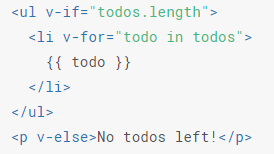 <ul v-if="todos.length">
  <li v-for="todo in todos">
    {{ todo }}
  </li>
</ul>
<p v-else>No todos left!</p>